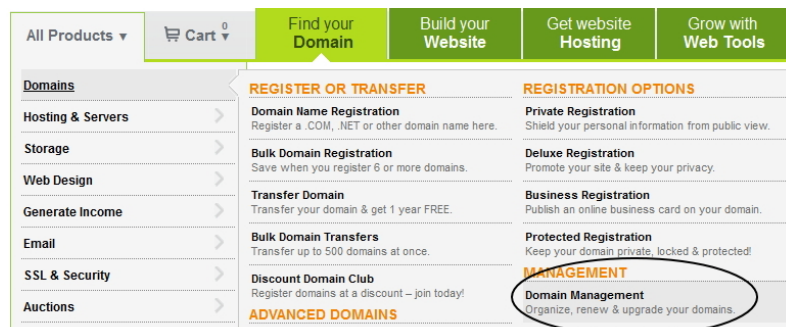 All Products ▾
0
Cart ▾
Find your
Domain
Build your
Website
Get website
Hosting
Grow with
Web Tools
Domains
Hosting & Servers
Storage
Web Design
Generate Income
Email
SSL & Security
Auctions
REGISTER OR TRANSFER
Domain Name Registration
Register a .COM, .NET or other domain name here.
Bulk Domain Registration
Save when you register 6 or more domains.
Transfer Domain
Transfer your domain & get 1 year FREE.
Bulk Domain Transfers
Transfer up to 500 domains at once.
Discount Domain Club
Register domains at a discount – join today!
ADVANCED DOMAINS
REGISTRATION OPTIONS
Private Registration
Shield your personal information from public view.
Deluxe Registration
Promote your site & keep your privacy.
Business Registration
Publish an online business card on your domain.
Protected Registration
Keep your domain private, locked & protected!
MANAGEMENT
Domain Management
Organize, renew & upgrade your domains.